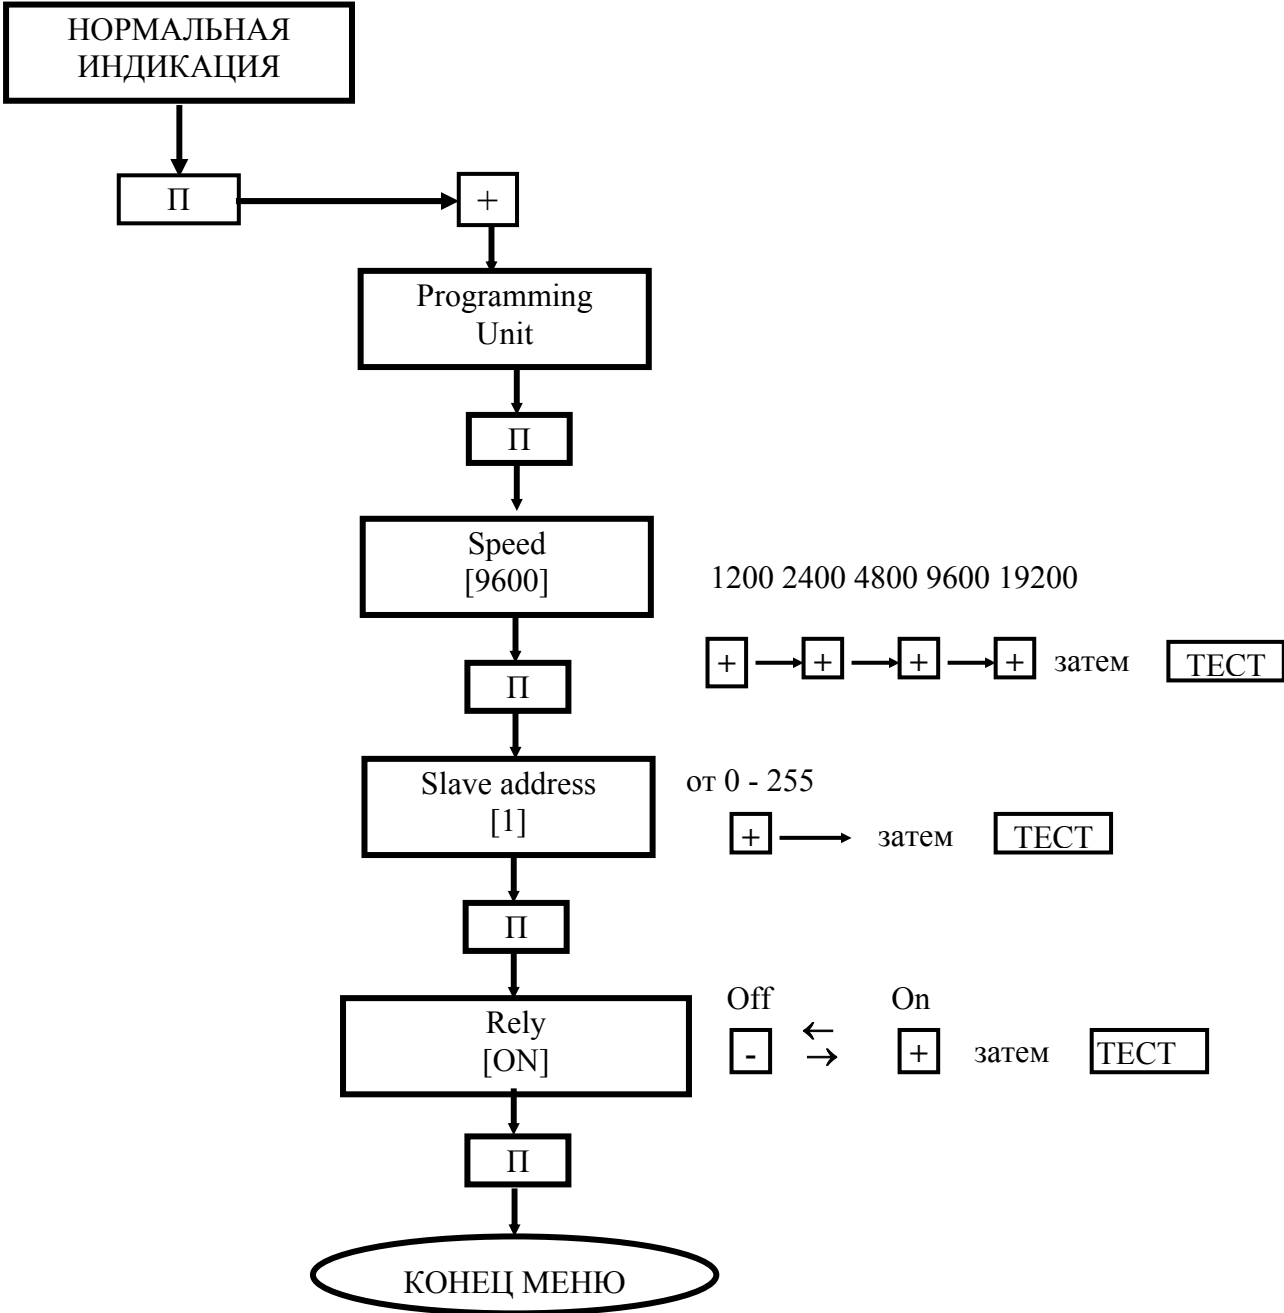 НОРМАЛЬНАЯ
ИНДИКАЦИЯ
П
+
Programming
Unit
П
Speed
[9600]
1200 2400 4800 9600 19200
+ + + + затем ТЕСТ
П
Slave address
[1]
от 0 - 255
+ затем ТЕСТ
П
Rely
[ON]
Off On
- + затем ТЕСТ
П
КОНЕЦ МЕНЮ